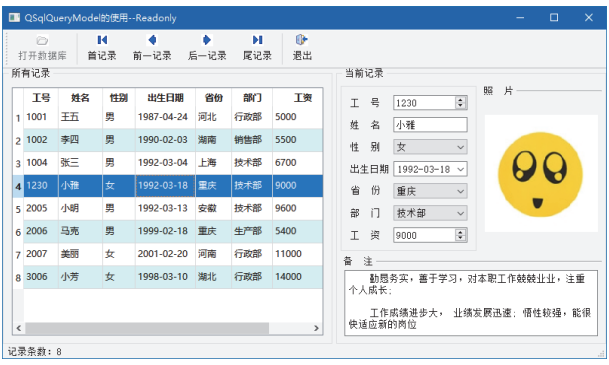 QSqlQueryModel的使用--Readonly
打开数据库 首记录 前一记录 后一记录 尾记录 退出
所有记录
工号 姓名 性别 出生日期 省份 部门 工资
1 1001 王五 男 1987-04-24 河北 行政部 5000
2 1002 李四 男 1990-02-03 湖南 销售部 5500
3 1004 张三 男 1992-03-04 上海 技术部 6700
4 1230 小雅 女 1992-03-18 重庆 技术部 9000
5 2005 小明 男 1992-03-13 安徽 技术部 9600
6 2006 马克 男 1999-02-18 重庆 生产部 5400
7 2007 美丽 女 2001-02-20 河南 行政部 11000
8 3006 小芳 女 1998-03-10 湖北 行政部 14000
当前记录
工 号 1230
姓 名 小雅
性 别 女
出生日期 1992-03-18
省 份 重庆
部 门 技术部
工 资 9000
照 片
备 注
勤恳务实，善于学习，对本职工作兢兢业业，注重
个人成长；
工作成绩进步大， 业绩发展迅速；悟性较强，能很
快适应新的岗位
记录条数：8